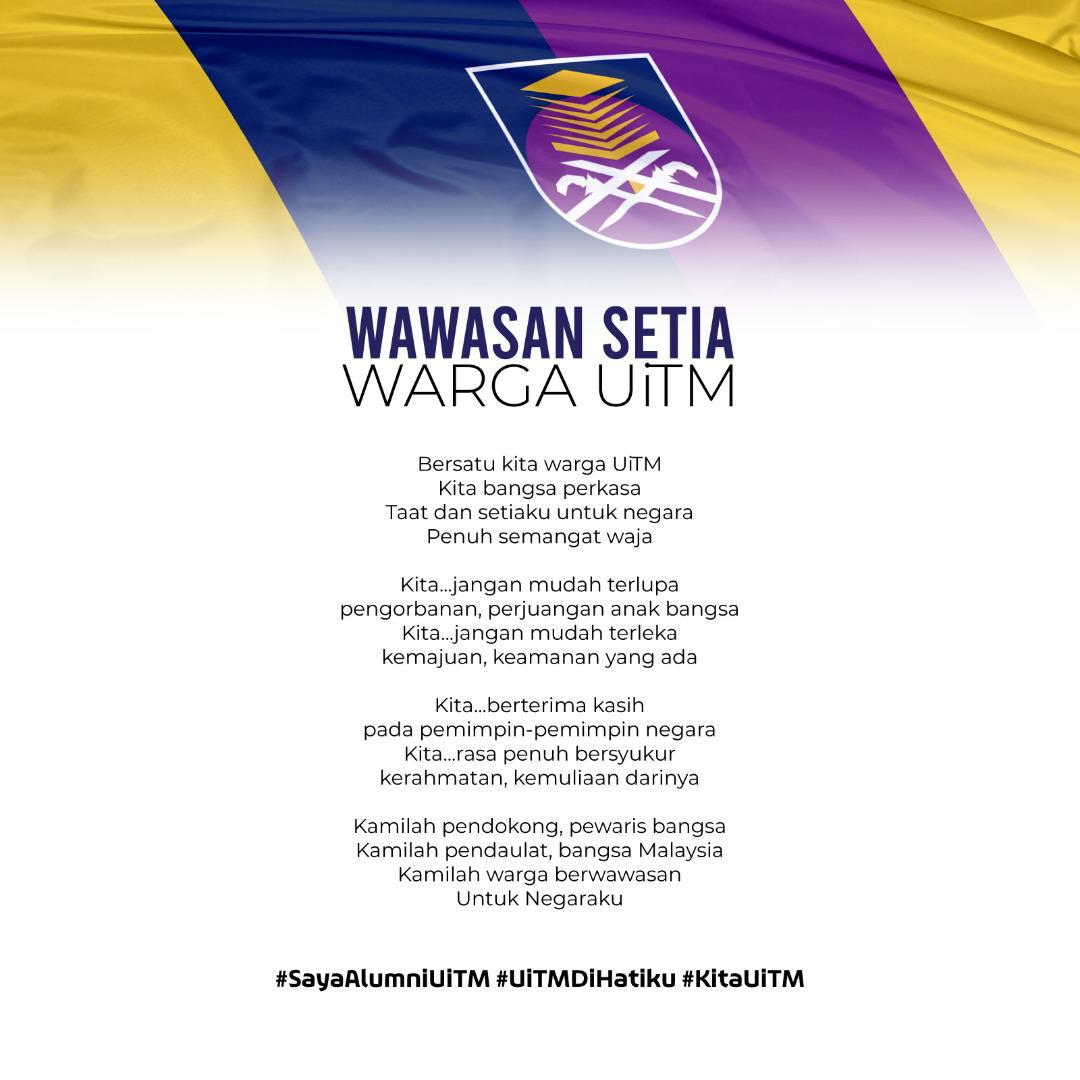 WAWASAN SETIA
WARGA UiTM
Bersatu kita warga UiTM
Kita bangsa perkasa
Taat dan setiaku untuk negara
Penuh semangat waja
Kita...jangan mudah terlupa
pengorbanan, perjuangan anak bangsa
Kita...jangan mudah terleka
kemajuan, keamanan yang ada
Kita...berterima kasih
pada pemimpin-pemimpin negara
Kita...rasa penuh bersyukur
kerahmatan, kemuliaan darinya
Kamilah pendokong, pewaris bangsa
Kamilah pendaulat, bangsa Malaysia
Kamilah warga berwawasan
Untuk Negaraku
#SayaAlumniUiTM #UiTMDiHatiku #KitaUiTM